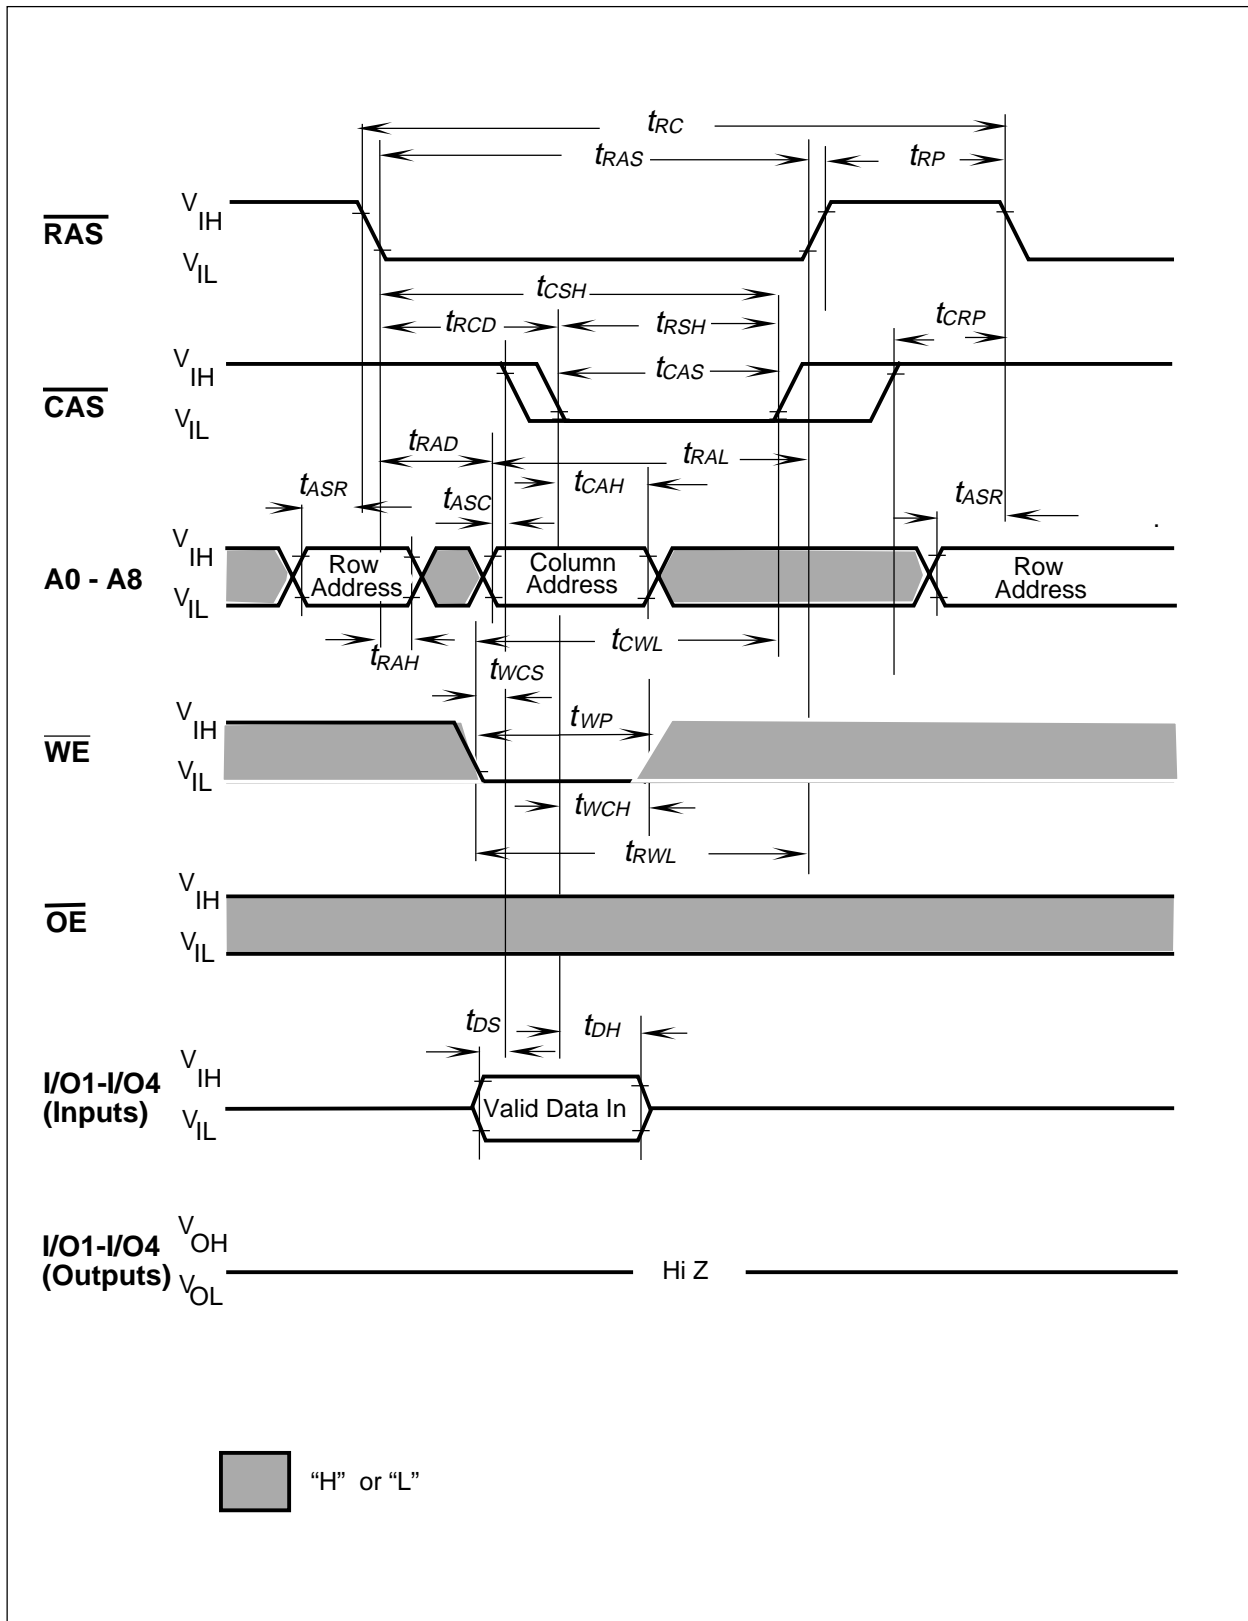 tRC
tRAS
tRP
RAS
VIH
VIL
tCSH
tRCD
tRSH
tCRP
CAS
VIH
VIL
tCAS
tRAD
tRAL
tASR
tASC
tCAH
tASR
A0 - A8
VIH
VIL
Row
Address
Column
Address
Row
Address
tRAH
tCWL
tWCS
WE
VIH
VIL
tWP
tWCH
tRWL
OE
VIH
VIL
tDS
tDH
I/O1-I/O4
(Inputs)
VIH
VIL
Valid Data In
I/O1-I/O4
(Outputs)
VOH
VOL
Hi Z
“H” or “L”